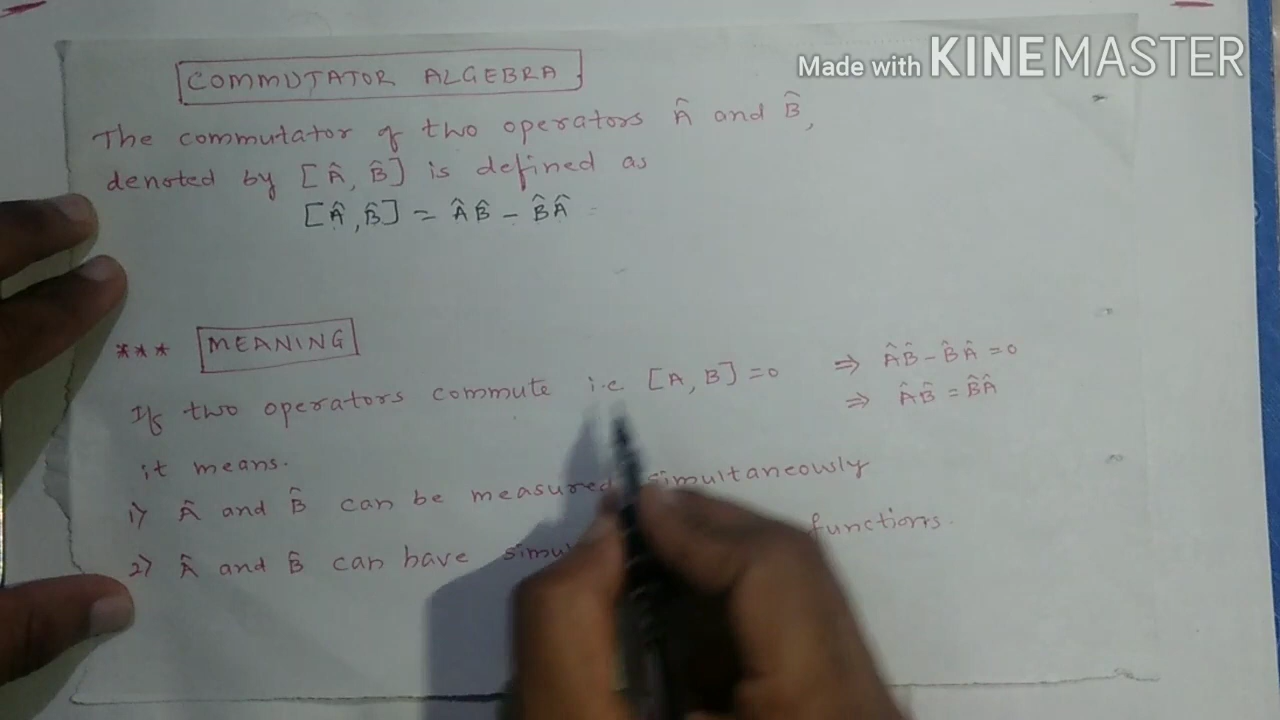 Made with KINEMASTER
COMMUTATOR ALGEBRA
The commutator of two operators Â and B̂,
denoted by [Â, B̂] is defined as
[Â, B̂] = ÂB̂ - B̂Â
*** MEANING
If two operators commute i.e [A, B] = 0 ⇒ ÂB̂ - B̂Â = 0
⇒ ÂB̂ = B̂Â
it means.
1) Â and B̂ can be measured simultaneously
2) Â and B̂ can have functions.